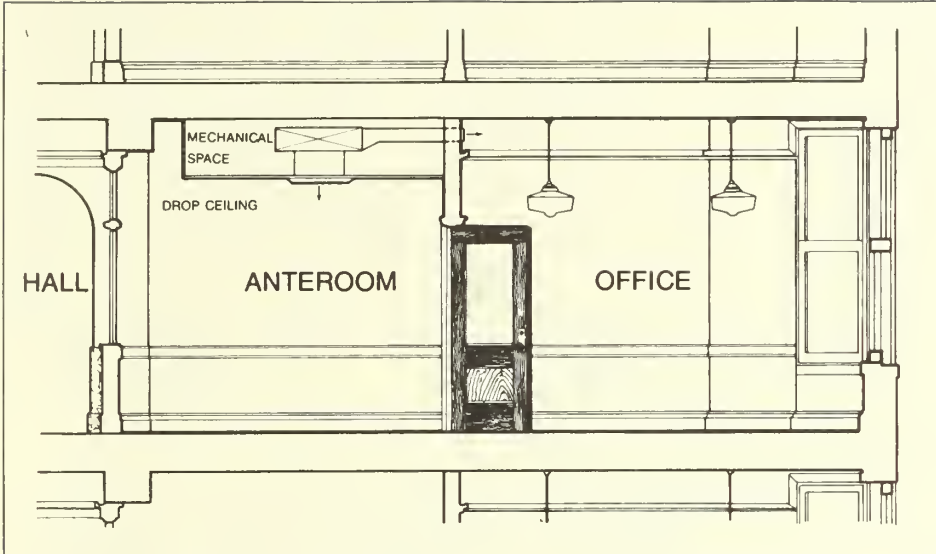 MECHANICAL
SPACE
DROP CEILING
HALL
ANTEROOM
OFFICE